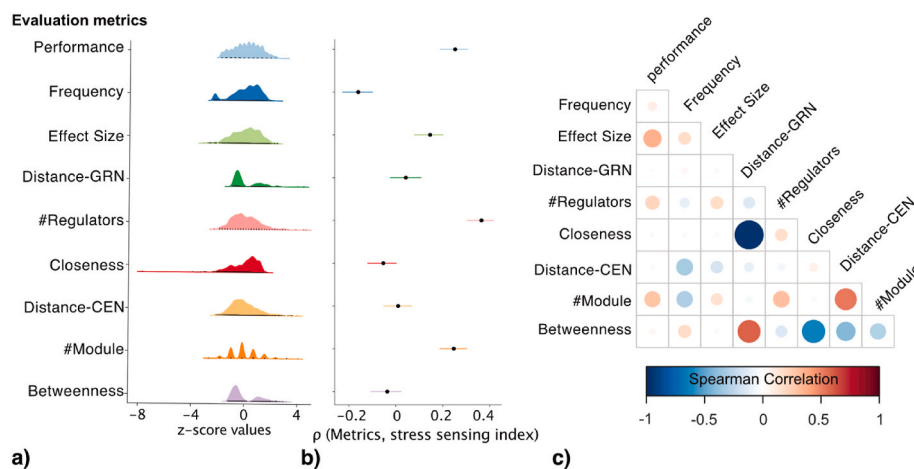 Evaluation metrics
Performance
Frequency
Effect Size
Distance-GRN
#Regulators
Closeness
Distance-CEN
#Module
Betweenness
−8 −4 0 4
z-score values
a)
−0.2 0 0.2 0.4
ρ (Metrics, stress sensing index)
b)
performance
Frequency
Effect Size
Distance-GRN
#Regulators
Closeness
Distance-CEN
#Module
Frequency
Effect Size
Distance-GRN
#Regulators
Closeness
Distance-CEN
#Module
Betweenness
Spearman Correlation
-1 -0.5 0 0.5 1
c)